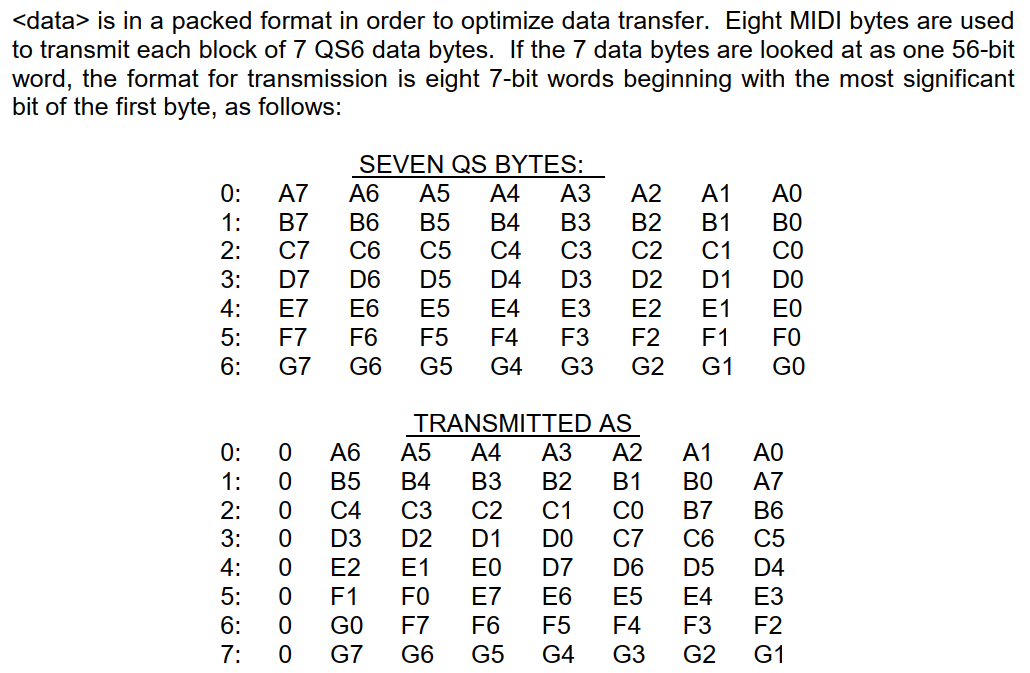 <data> is in a packed format in order to optimize data transfer.  Eight MIDI bytes are used
to transmit each block of 7 QS6 data bytes.  If the 7 data bytes are looked at as one 56-bit
word, the format for transmission is eight 7-bit words beginning with the most significant
bit of the first byte, as follows:
SEVEN QS BYTES:
0: A7 A6 A5 A4 A3 A2 A1 A0
1: B7 B6 B5 B4 B3 B2 B1 B0
2: C7 C6 C5 C4 C3 C2 C1 C0
3: D7 D6 D5 D4 D3 D2 D1 D0
4: E7 E6 E5 E4 E3 E2 E1 E0
5: F7 F6 F5 F4 F3 F2 F1 F0
6: G7 G6 G5 G4 G3 G2 G1 G0
TRANSMITTED AS
0: 0 A6 A5 A4 A3 A2 A1 A0
1: 0 B5 B4 B3 B2 B1 B0 A7
2: 0 C4 C3 C2 C1 C0 B7 B6
3: 0 D3 D2 D1 D0 C7 C6 C5
4: 0 E2 E1 E0 D7 D6 D5 D4
5: 0 F1 F0 E7 E6 E5 E4 E3
6: 0 G0 F7 F6 F5 F4 F3 F2
7: 0 G7 G6 G5 G4 G3 G2 G1